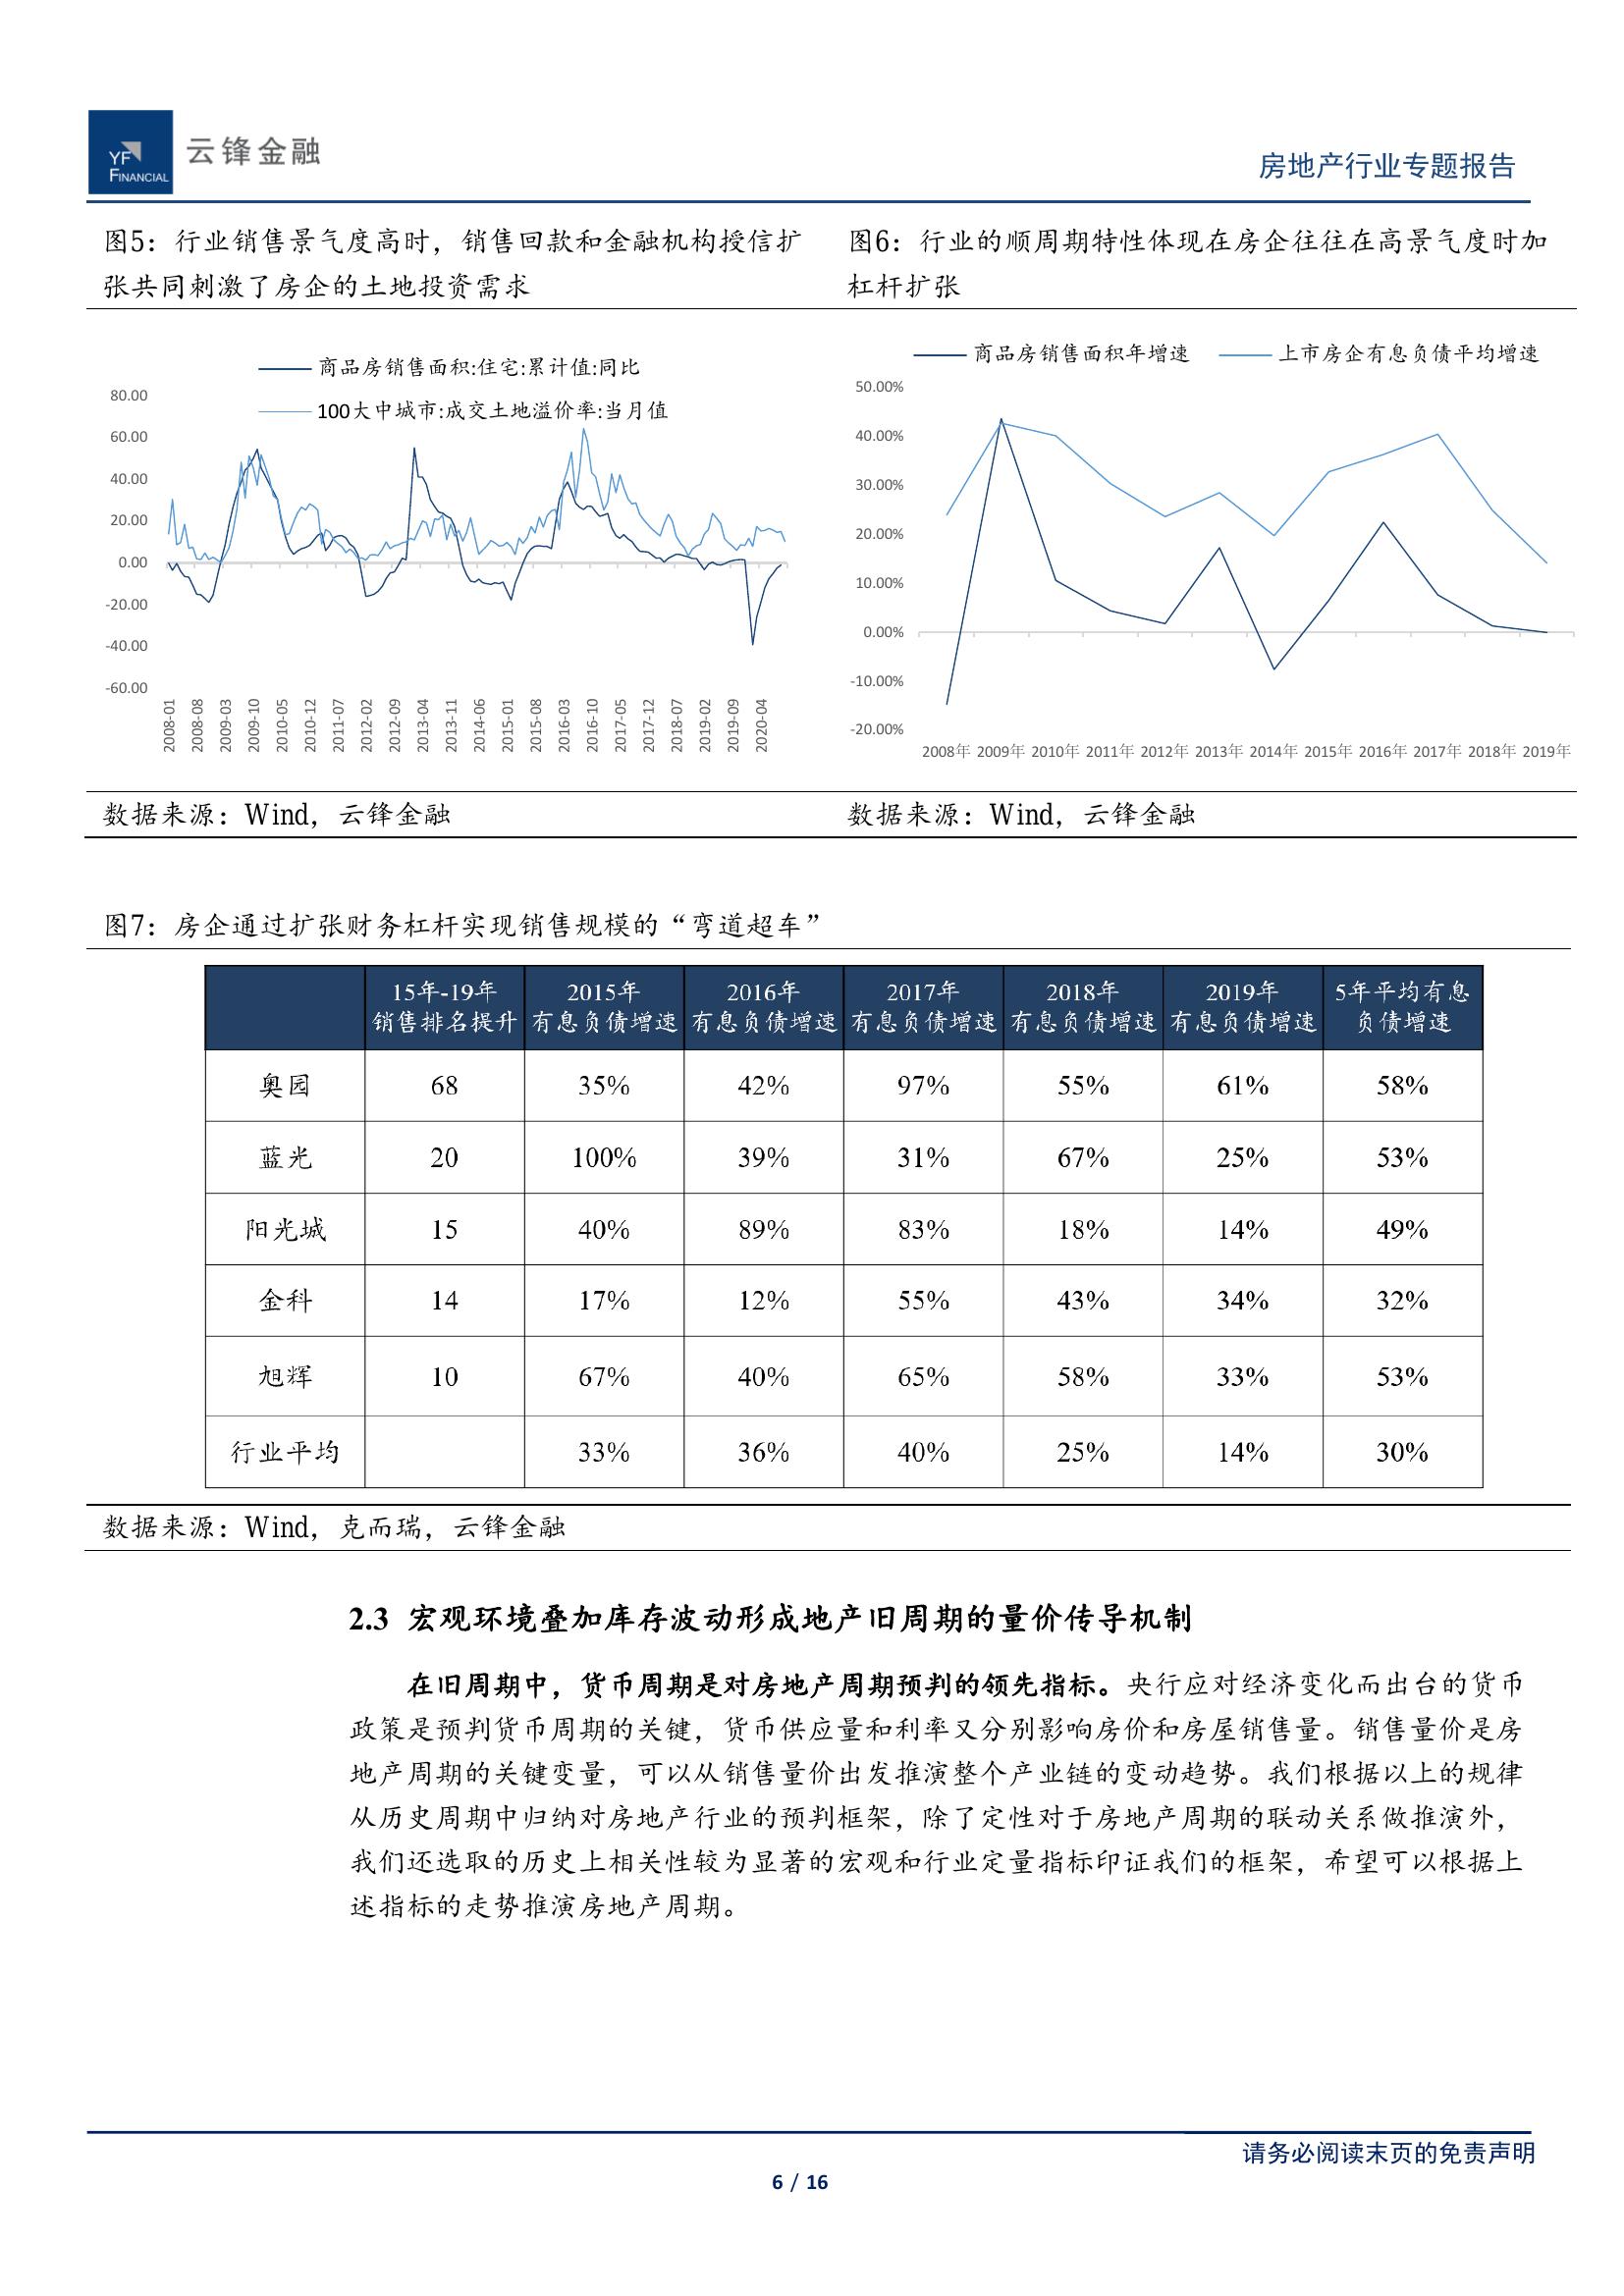 YF
FINANCIAL
云锋金融
房地产行业专题报告
图5：行业销售景气度高时，销售回款和金融机构授信扩
张共同刺激了房企的土地投资需求
图6：行业的顺周期特性体现在房企往往在高景气度时加
杠杆扩张
商品房销售面积:住宅:累计值:同比
100大中城市:成交土地溢价率:当月值
80.00
60.00
40.00
20.00
0.00
-20.00
-40.00
-60.00
2008-01 2008-08 2009-03 2009-10 2010-05 2010-12 2011-07 2012-02 2012-09 2013-04 2013-11 2014-06 2015-01 2015-08 2016-03 2016-10 2017-05 2017-12 2018-07 2019-02 2019-09 2020-04
商品房销售面积年增速 上市房企有息负债平均增速
50.00%
40.00%
30.00%
20.00%
10.00%
0.00%
-10.00%
-20.00%
2008年 2009年 2010年 2011年 2012年 2013年 2014年 2015年 2016年 2017年 2018年 2019年
数据来源：Wind，云锋金融
数据来源：Wind，云锋金融
图7：房企通过扩张财务杠杆实现销售规模的“弯道超车”
15年-19年 2015年 2016年 2017年 2018年 2019年 5年平均有息
销售排名提升 有息负债增速 有息负债增速 有息负债增速 有息负债增速 有息负债增速 负债增速
奥园 68 35% 42% 97% 55% 61% 58%
蓝光 20 100% 39% 31% 67% 25% 53%
阳光城 15 40% 89% 83% 18% 14% 49%
金科 14 17% 12% 55% 43% 34% 32%
旭辉 10 67% 40% 65% 58% 33% 53%
行业平均 33% 36% 40% 25% 14% 30%
数据来源：Wind，克而瑞，云锋金融
2.3 宏观环境叠加库存波动形成地产旧周期的量价传导机制
在旧周期中，货币周期是对房地产周期预判的领先指标。央行应对经济变化而出台的货币
政策是预判货币周期的关键，货币供应量和利率又分别影响房价和房屋销售量。销售量价是房
地产周期的关键变量，可以从销售量价出发推演整个产业链的变动趋势。我们根据以上的规律
从历史周期中归纳对房地产行业的预判框架，除了定性对于房地产周期的联动关系做推演外，
我们还选取的历史上相关性较为显著的宏观和行业定量指标印证我们的框架，希望可以根据上
述指标的走势推演房地产周期。
请务必阅读末页的免责声明
6 / 16